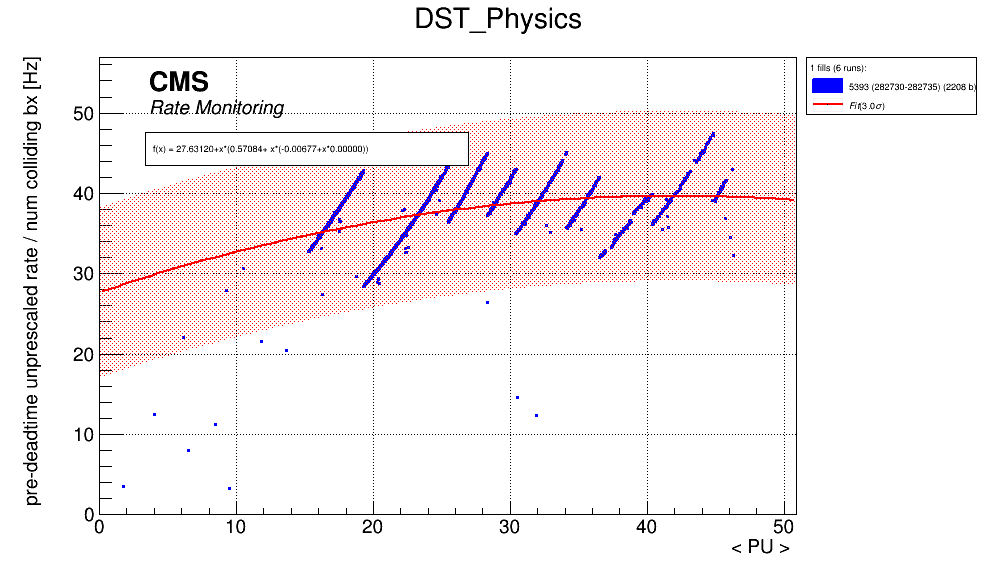 DST_Physics
pre-deadtime unprescaled rate / num colliding bx [Hz]
CMS
Rate Monitoring
f(x) = 27.63120+x*(0.57084+ x*(-0.00677+x*0.00000))
1 fills (6 runs):
5393 (282730-282735) (2208 b)
Fit(3.0σ)
50
40
30
20
10
0
0 10 20 30 40 50
< PU >